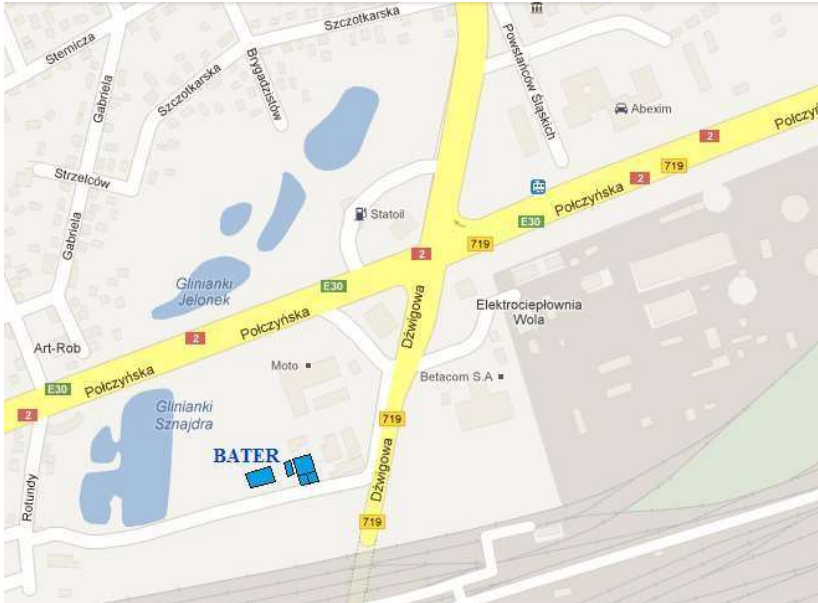 Szczotkarska
Sternicza
Gabriela
Brygadzistów
Powstańców Śląskich
Szczotkarska
Abexim
Połczyń
2
2
719
Strzelców
Połczyńska
E30
Statoil
719
Gabriela
2
Glinianki
Jelonek
E30
Elektrociepłownia
Wola
Połczyńska
Dźwigowa
2
Art-Rob
Moto
Połczyńska
Betacom S.A
E30
Glinianki
Sznajdra
2
719
BATER
Dźwigowa
Rotundy
719